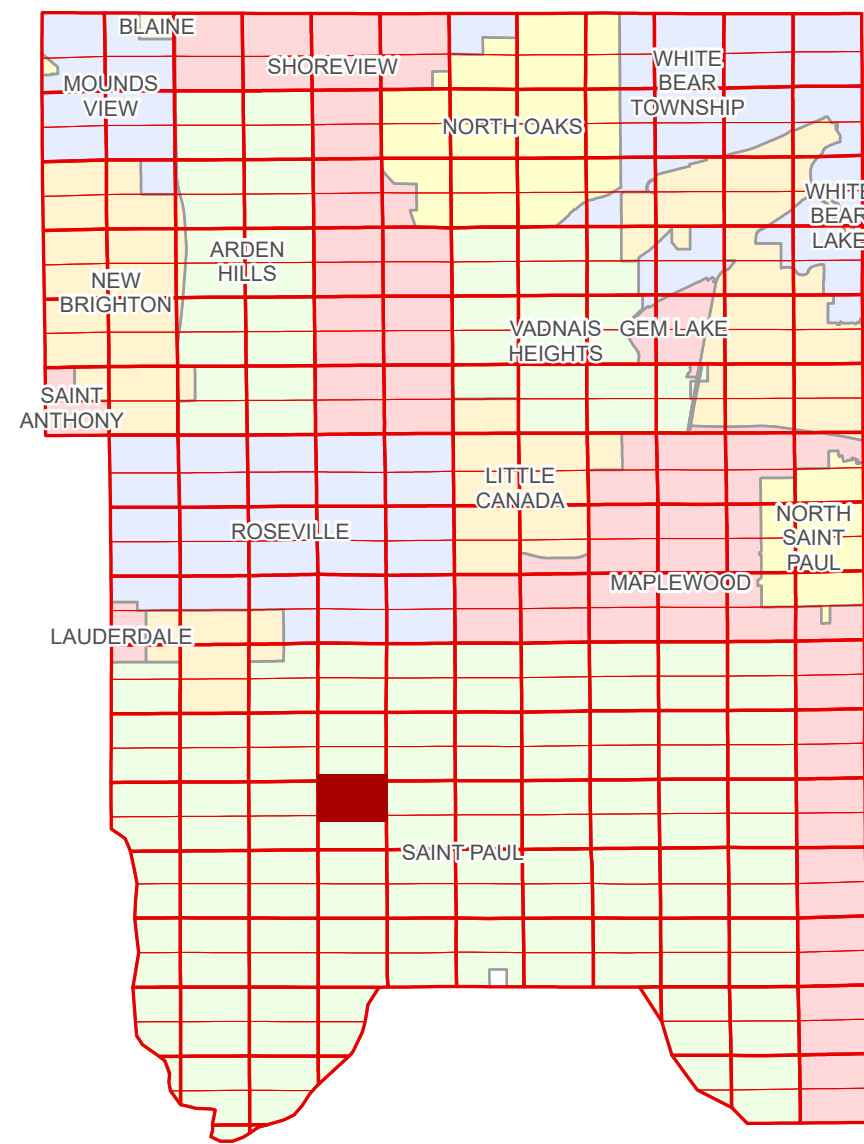 BLAINE
SHOREVIEW
MOUNDS
VIEW
WHITE
BEAR
TOWNSHIP
NORTH OAKS
WHITE
BEAR
LAKE
ARDEN
HILLS
NEW
BRIGHTON
VADNAIS
HEIGHTS
GEM LAKE
SAINT
ANTHONY
LITTLE
CANADA
ROSEVILLE
NORTH
SAINT
PAUL
MAPLEWOOD
LAUDERDALE
SAINT PAUL